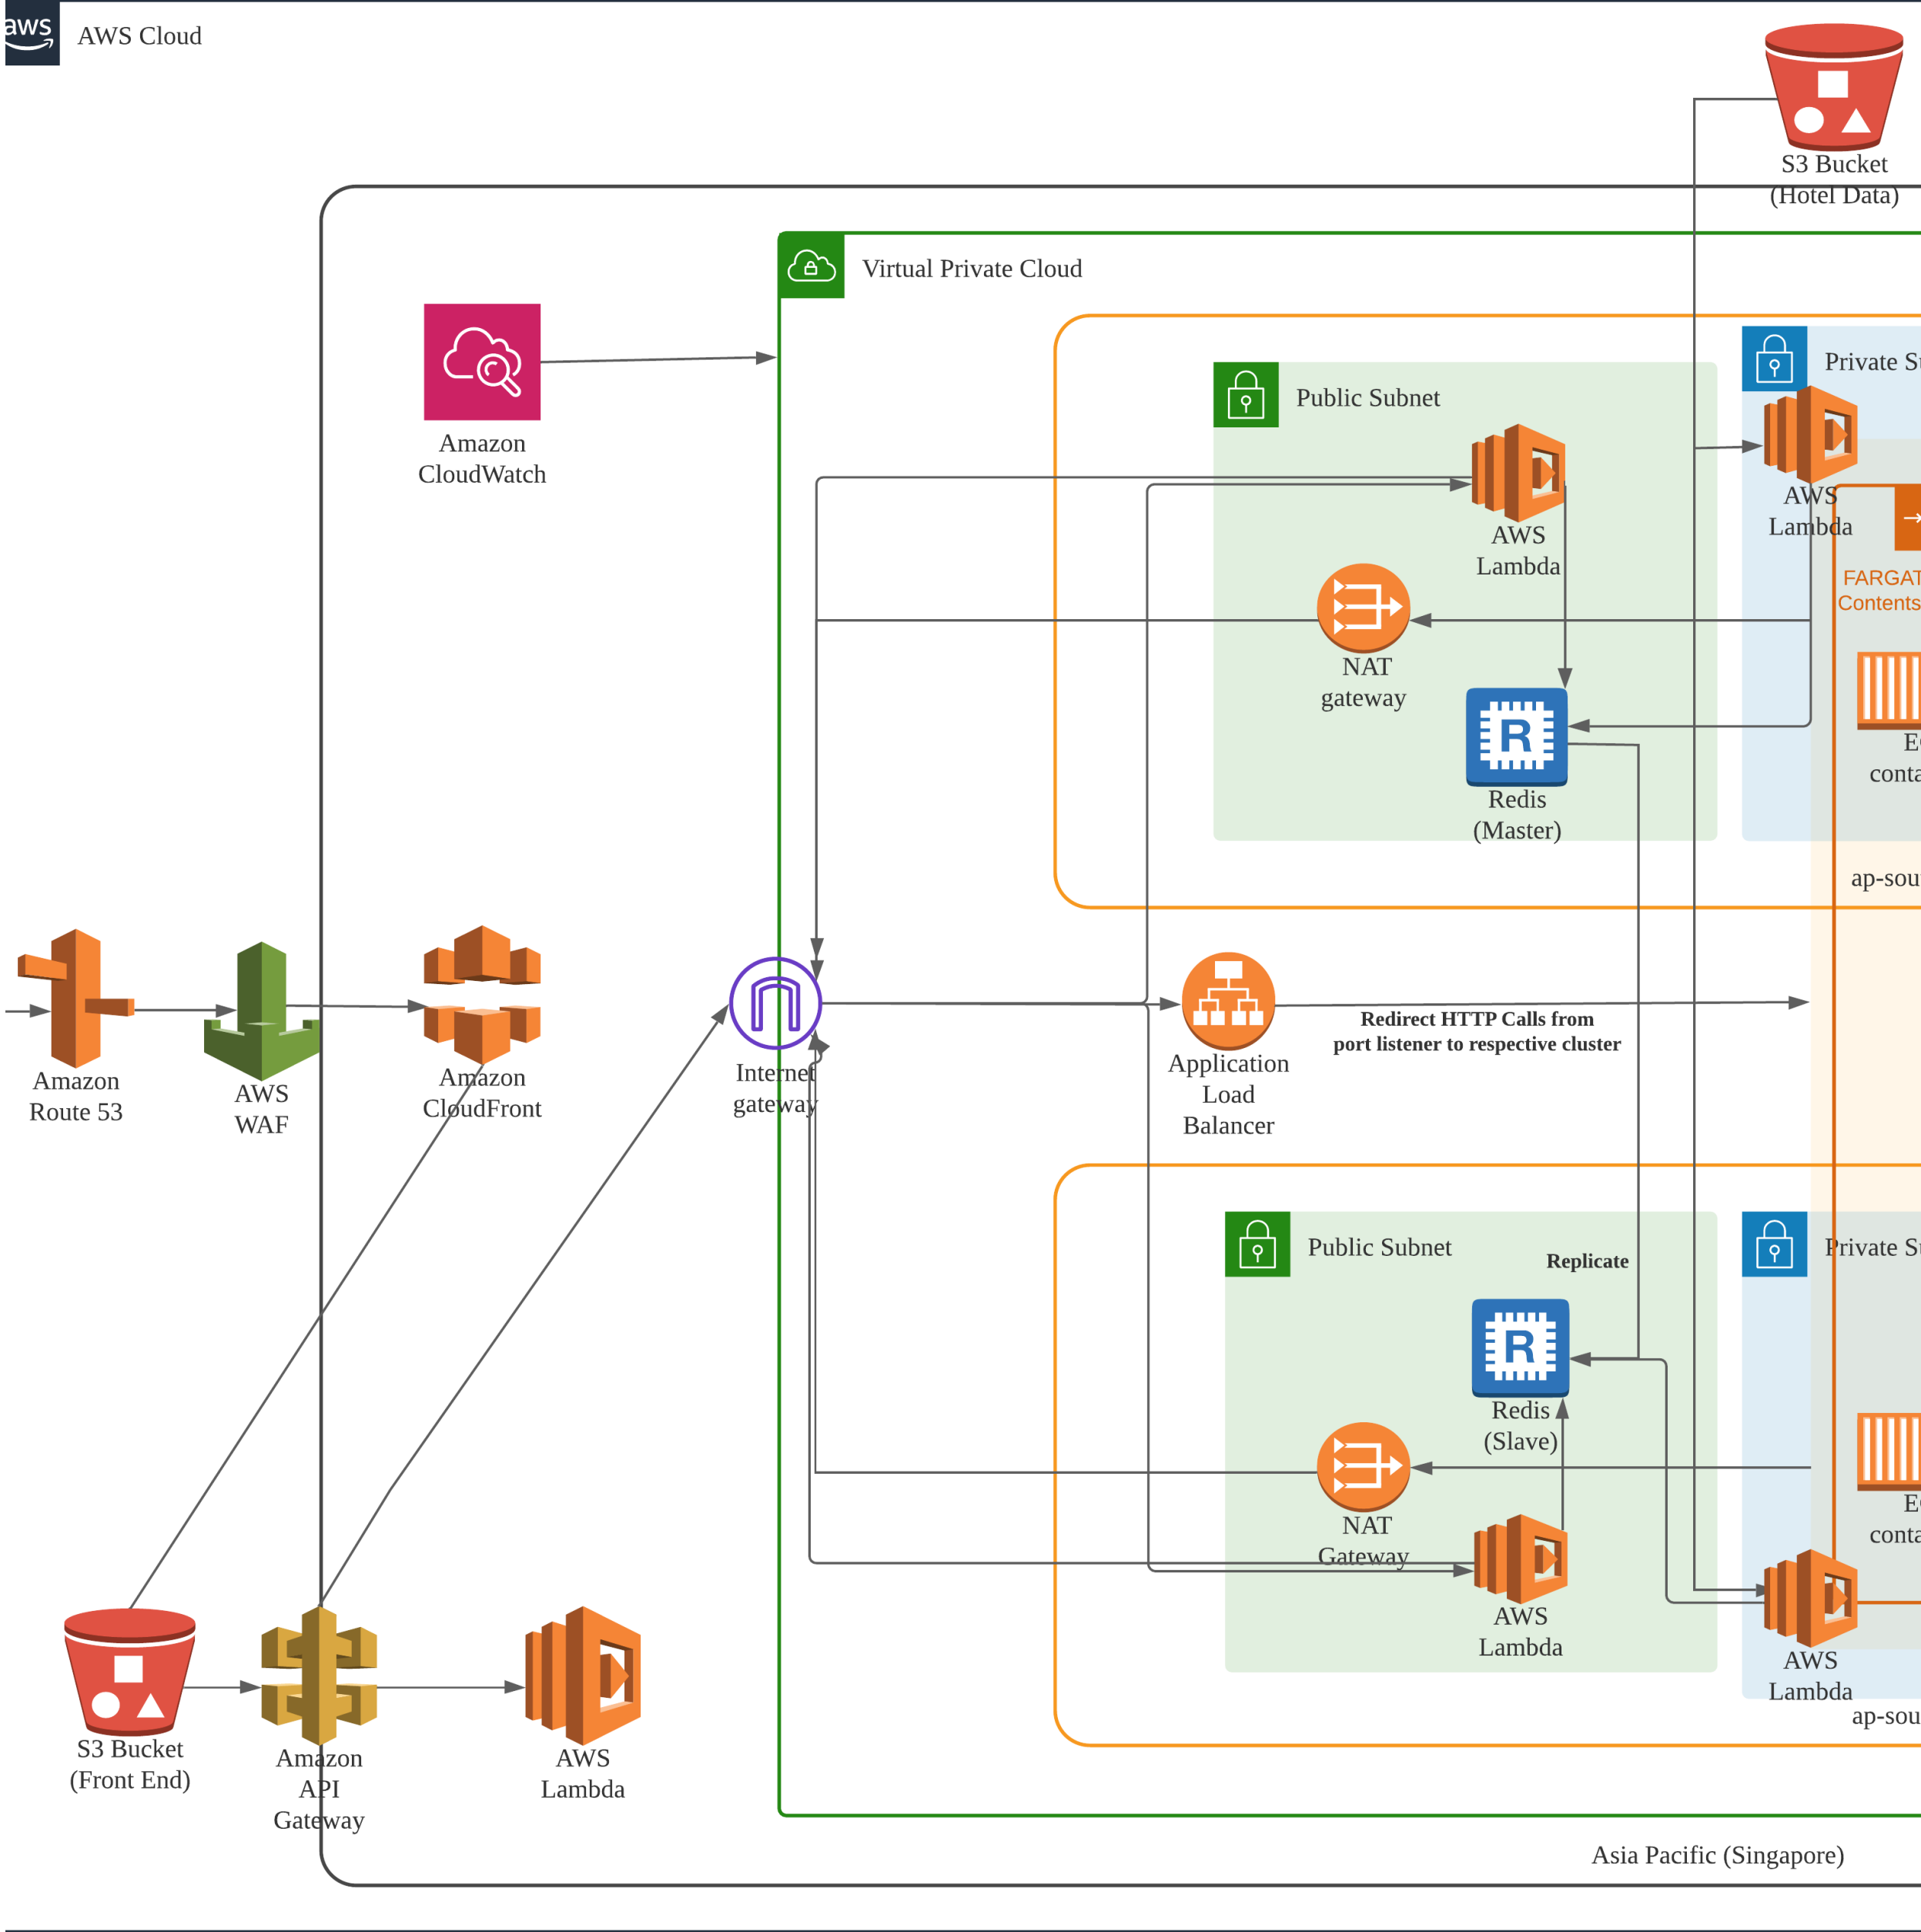 aws
AWS Cloud
S3 Bucket
(Hotel Data)
Virtual Private Cloud
Amazon
CloudWatch
Public Subnet
Private
AWS
Lambda
AWS
Lambda
NAT
gateway
R
Redis
(Master)
Contents
Amazon
Route 53
AWS
WAF
Amazon
CloudFront
Internet
gateway
Application
Load
Balancer
Redirect HTTP Calls from
port listener to respective cluster
Public Subnet
Replicate
Private
R
Redis
(Slave)
NAT
Gateway
AWS
Lambda
AWS
Lambda
S3 Bucket
(Front End)
Amazon
API
Gateway
AWS
Lambda
Asia Pacific (Singapore)